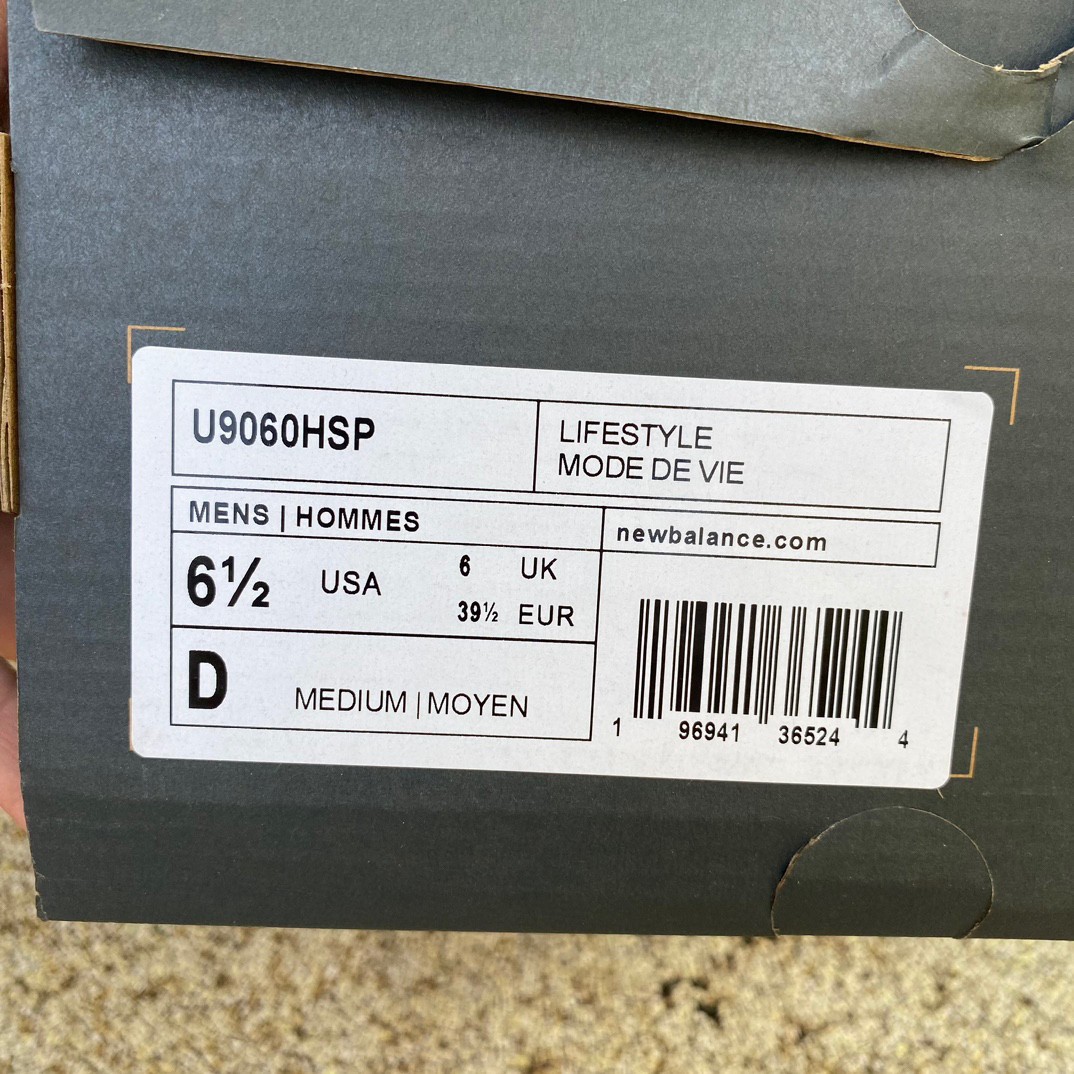 U9060HSP
LIFESTYLE
MODE DE VIE
MENS | HOMMES
newbalance.com
6½ USA
6 UK
39½ EUR
D MEDIUM | MOYEN
1 96941 36524 4